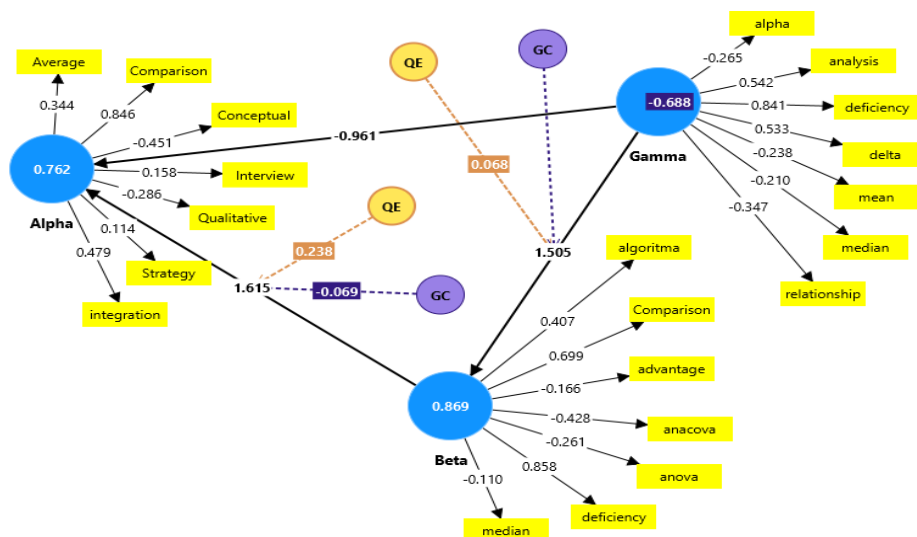 alpha
-0.265
analysis
0.542
deficiency
0.841
delta
0.533
mean
-0.238
median
-0.210
relationship
-0.347
-0.688
Gamma
QE
GC
0.068
-0.961
1.505
Average
0.344
Comparison
0.846
Conceptual
-0.451
Interview
0.158
Qualitative
-0.286
Strategy
0.114
integration
0.479
0.762
Alpha
QE
0.238
GC
-0.069
1.615
algoritma
0.407
Comparison
0.699
advantage
-0.166
anacova
-0.428
anova
-0.261
deficiency
0.858
median
-0.110
0.869
Beta